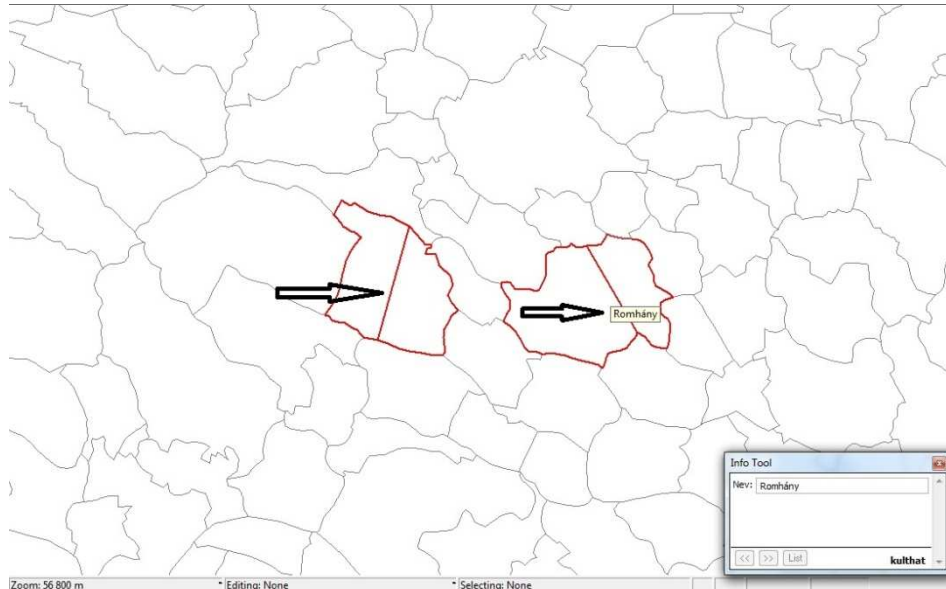 Romhány
Info Tool
Nev: Romhány
<< >> List kulthat
Zoom: 56 800 m Editing: None Selecting: None